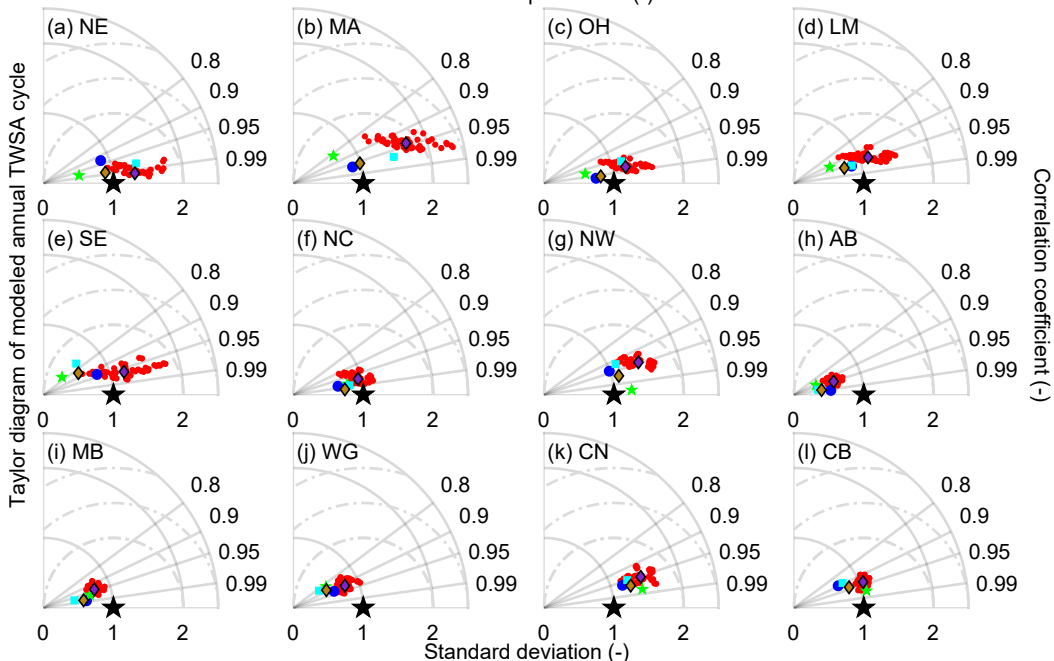 (a) NE
(b) MA
(c) OH
(d) LM
0.8
0.9
0.95
0.99
0.8
0.9
0.95
0.99
0.8
0.9
0.95
0.99
0.8
0.9
0.95
0.99
0 1 2
0 1 2
0 1 2
0 1 2
(e) SE
(f) NC
(g) NW
(h) AB
0.8
0.9
0.95
0.99
0.8
0.9
0.95
0.99
0.8
0.9
0.95
0.99
0.8
0.9
0.95
0.99
0 1 2
0 1 2
0 1 2
0 1 2
(i) MB
(j) WG
(k) CN
(l) CB
0.8
0.9
0.95
0.99
0.8
0.9
0.95
0.99
0.8
0.9
0.95
0.99
0.8
0.9
0.95
0.99
0 1 2
0 1 2
0 1 2
0 1 2
Standard deviation (-)
Taylor diagram of modeled annual TWSA cycle
Correlation coefficient (-)